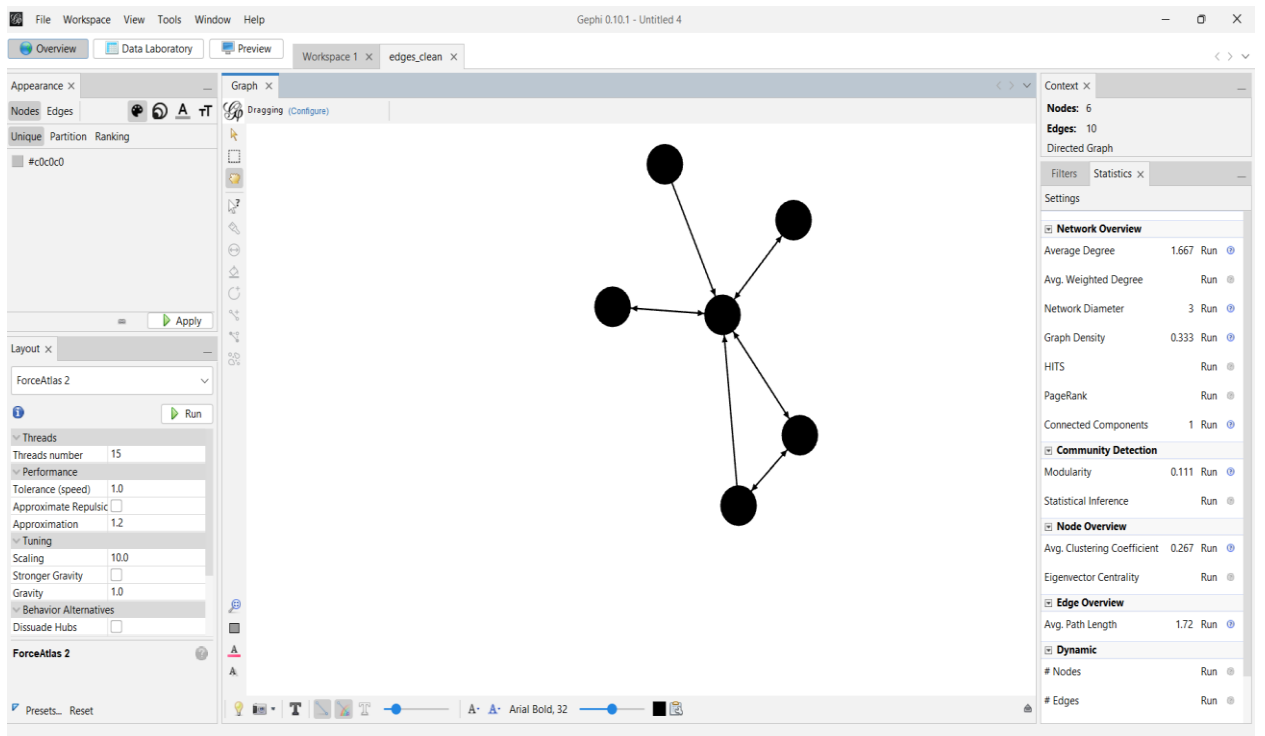 File Workspace View Tools Window Help
Gephi 0.10.1 - Untitled 4
Overview Data Laboratory Preview
Workspace 1 edges_clean
Appearance
Nodes Edges
Unique Partition Ranking
#c0c0c0
Apply
Layout
ForceAtlas 2
Run
Threads
Threads number 15
Performance
Tolerance (speed) 1.0
Approximate Repulsic
Approximation 1.2
Tuning
Scaling 10.0
Stronger Gravity
Gravity 1.0
Behavior Alternatives
Dissuade Hubs
ForceAtlas 2
Presets... Reset
Graph
Dragging (Configure)
Arial Bold, 32
Context
Nodes: 6
Edges: 10
Directed Graph
Filters Statistics
Settings
Network Overview
Average Degree 1.667 Run
Avg. Weighted Degree Run
Network Diameter 3 Run
Graph Density 0.333 Run
HITS Run
PageRank Run
Connected Components 1 Run
Community Detection
Modularity 0.111 Run
Statistical Inference Run
Node Overview
Avg. Clustering Coefficient 0.267 Run
Eigenvector Centrality Run
Edge Overview
Avg. Path Length 1.72 Run
Dynamic
# Nodes Run
# Edges Run